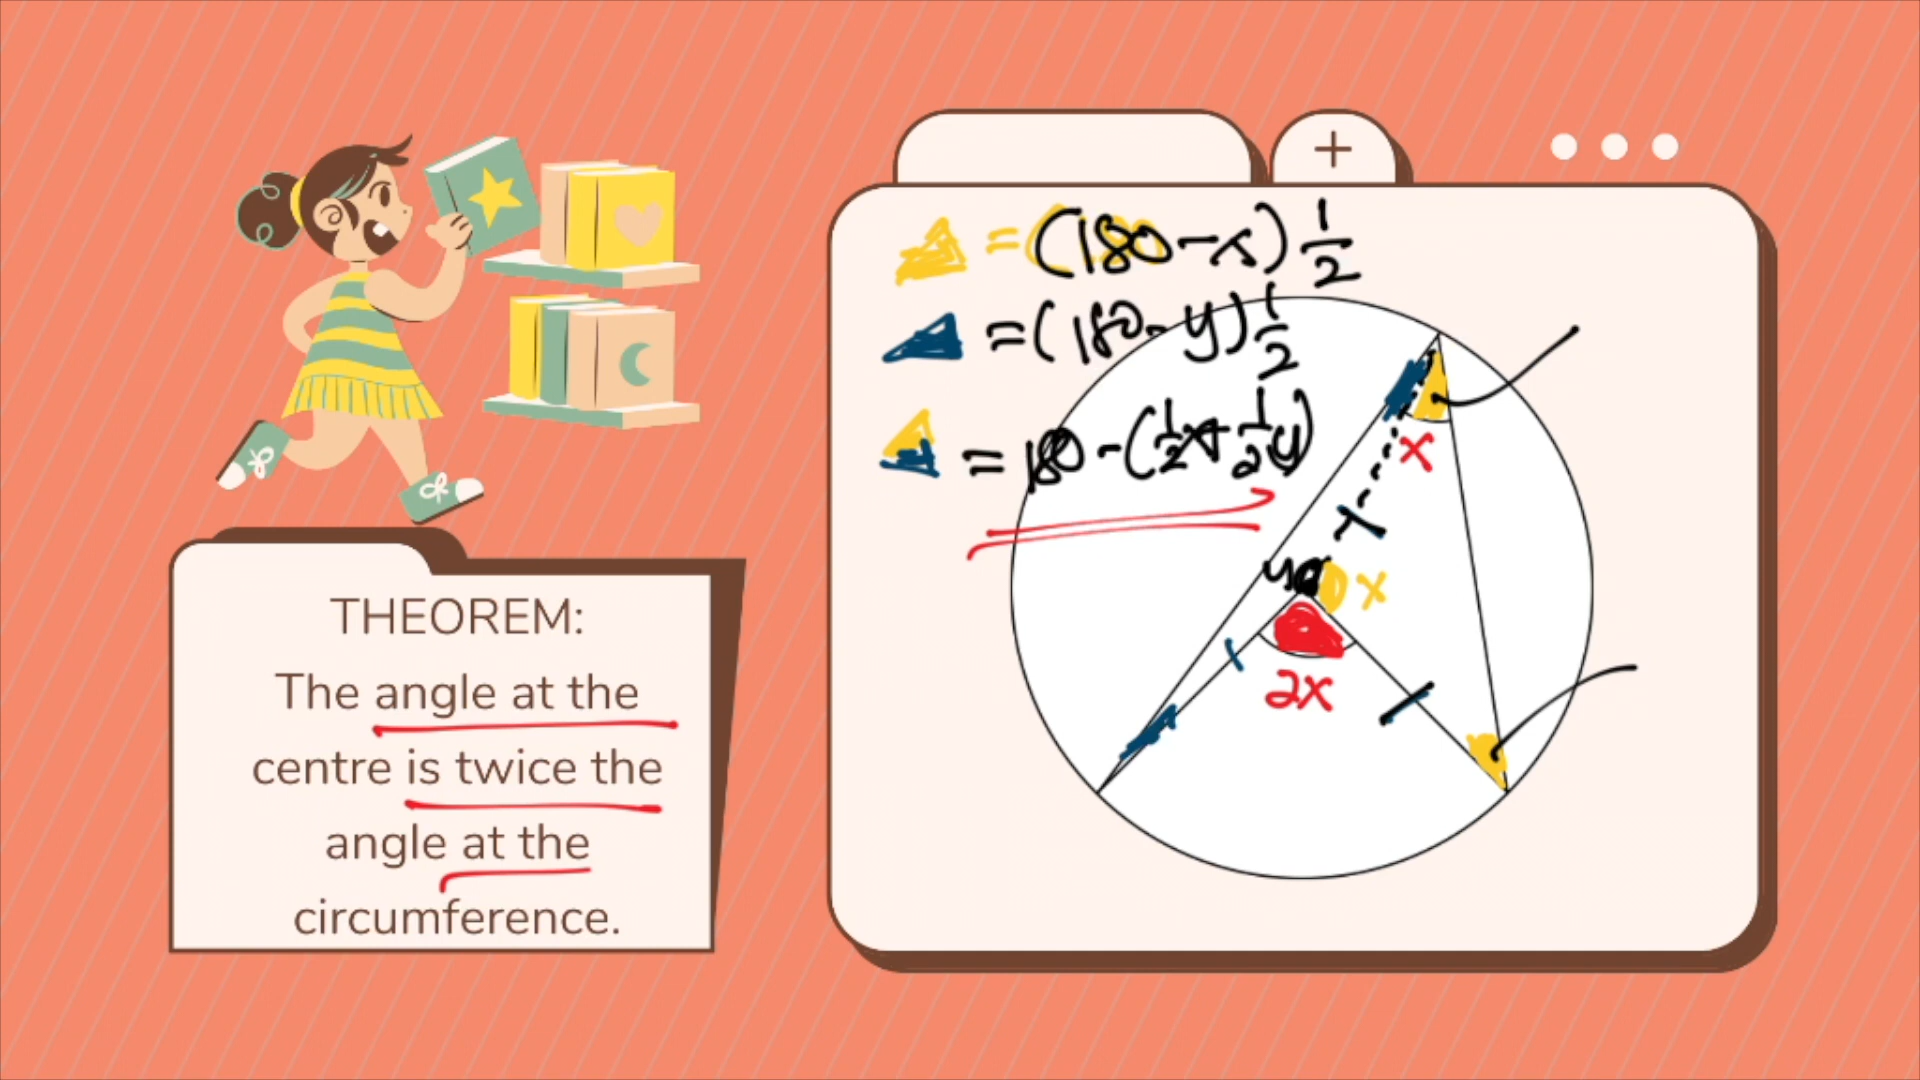 +
= (180-x) 1/2
= (180-y) 1/2
= 180-(1/2x+1/2y)
x
y
x
2x
THEOREM:
The angle at the
centre is twice the
angle at the
circumference.